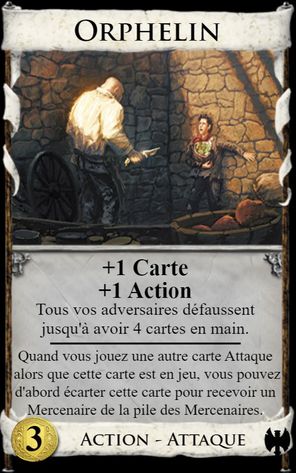 ORPHELIN
+1 Carte
+1 Action
Tous vos adversaires défaussent
jusqu'à avoir 4 cartes en main.
Quand vous jouez une autre carte Attaque
alors que cette carte est en jeu, vous pouvez
d'abord écarter cette carte pour recevoir un
Mercenaire de la pile des Mercenaires.
3 ACTION - ATTAQUE